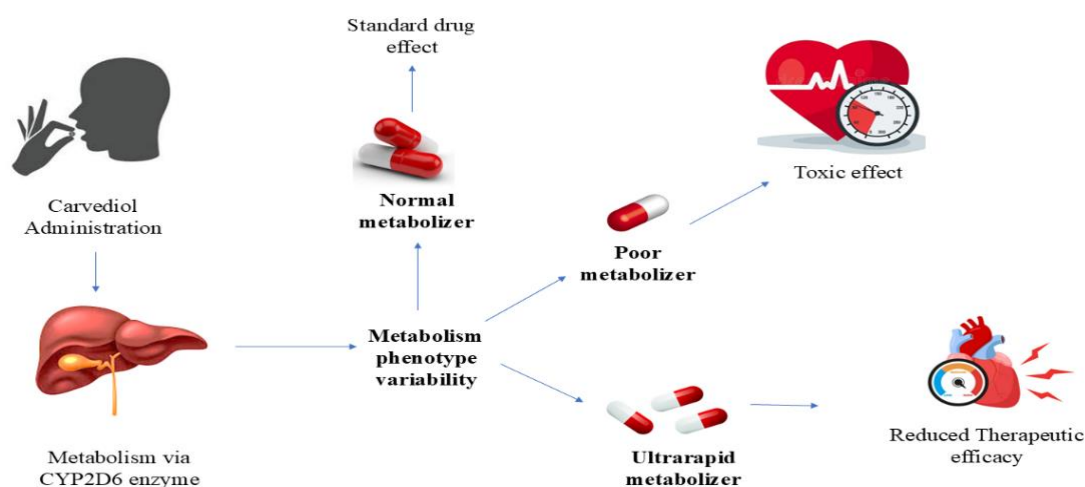 Standard drug
effect
Carvediol
Administration
Normal
metabolizer
Toxic effect
Poor
metabolizer
Metabolism
phenotype
variability
Metabolism via
CYP2D6 enzyme
Ultrarapid
metabolizer
Reduced Therapeutic
efficacy